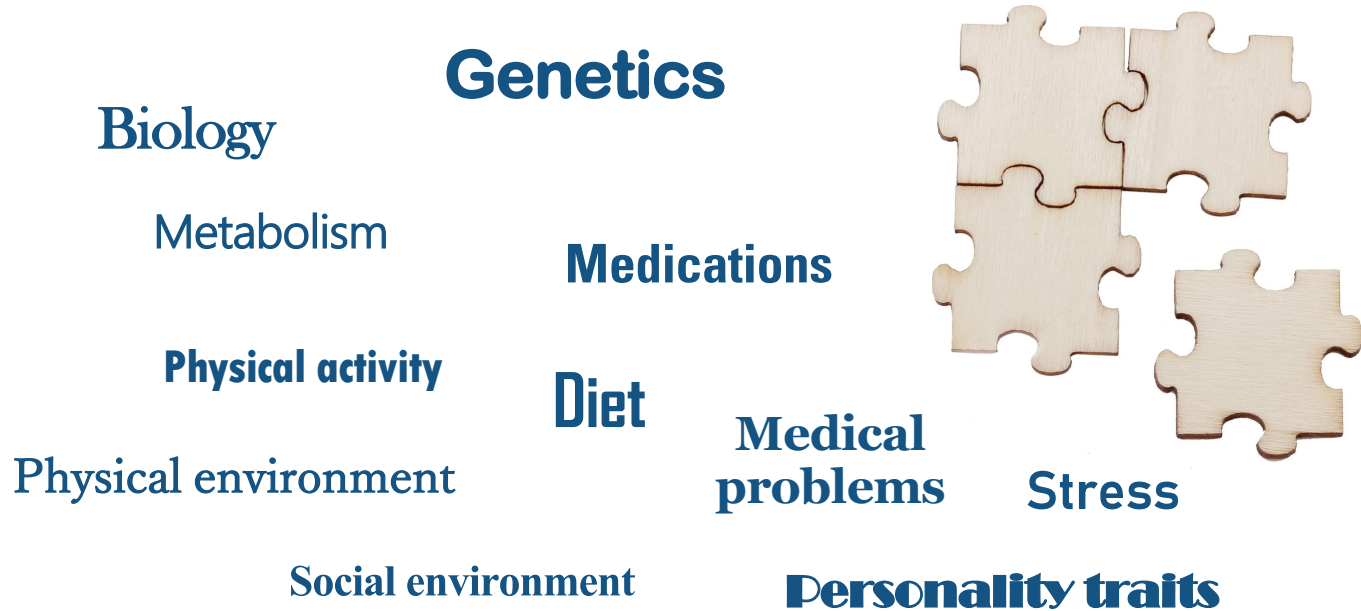 Genetics
Biology
Metabolism
Medications
Physical activity
Diet
Medical
problems
Physical environment
Stress
Social environment
Personality traits